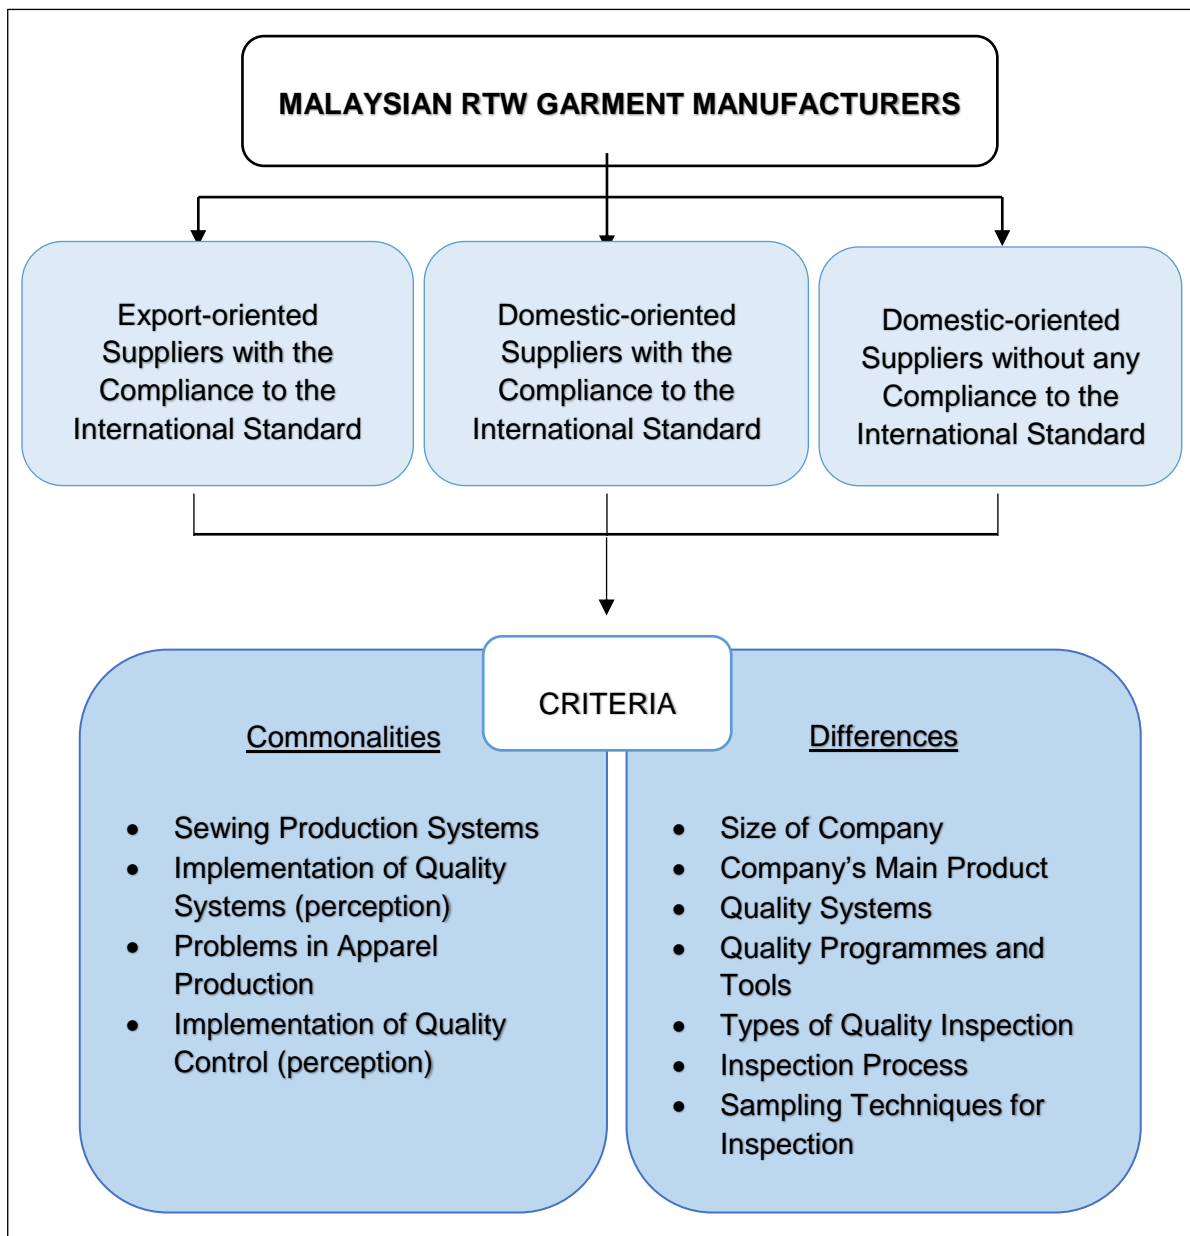 MALAYSIAN RTW GARMENT MANUFACTURERS
Export-oriented
Suppliers with the
Compliance to the
International Standard
Domestic-oriented
Suppliers with the
Compliance to the
International Standard
Domestic-oriented
Suppliers without any
Compliance to the
International Standard
CRITERIA
Commonalities
• Sewing Production Systems
• Implementation of Quality
Systems (perception)
• Problems in Apparel
Production
• Implementation of Quality
Control (perception)
Differences
• Size of Company
• Company’s Main Product
• Quality Systems
• Quality Programmes and
Tools
• Types of Quality Inspection
• Inspection Process
• Sampling Techniques for
Inspection